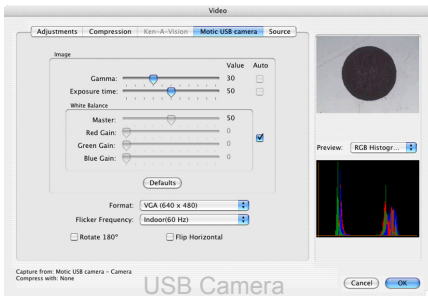 Video
Adjustments Compression Ken-A-Vision Motic USB camera Source
Image
Value Auto
Gamma: 30
Exposure time: 50
White Balance
Master: 50
Red Gain: 0
Green Gain: 0
Blue Gain: 0
Defaults
Format: VGA (640 x 480)
Flicker Frequency: Indoor(60 Hz)
Rotate 180° Flip Horizontal
Preview: RGB Histogr...
Capture from: Motic USB camera - Camera
Compress with: None
USB Camera
Cancel OK